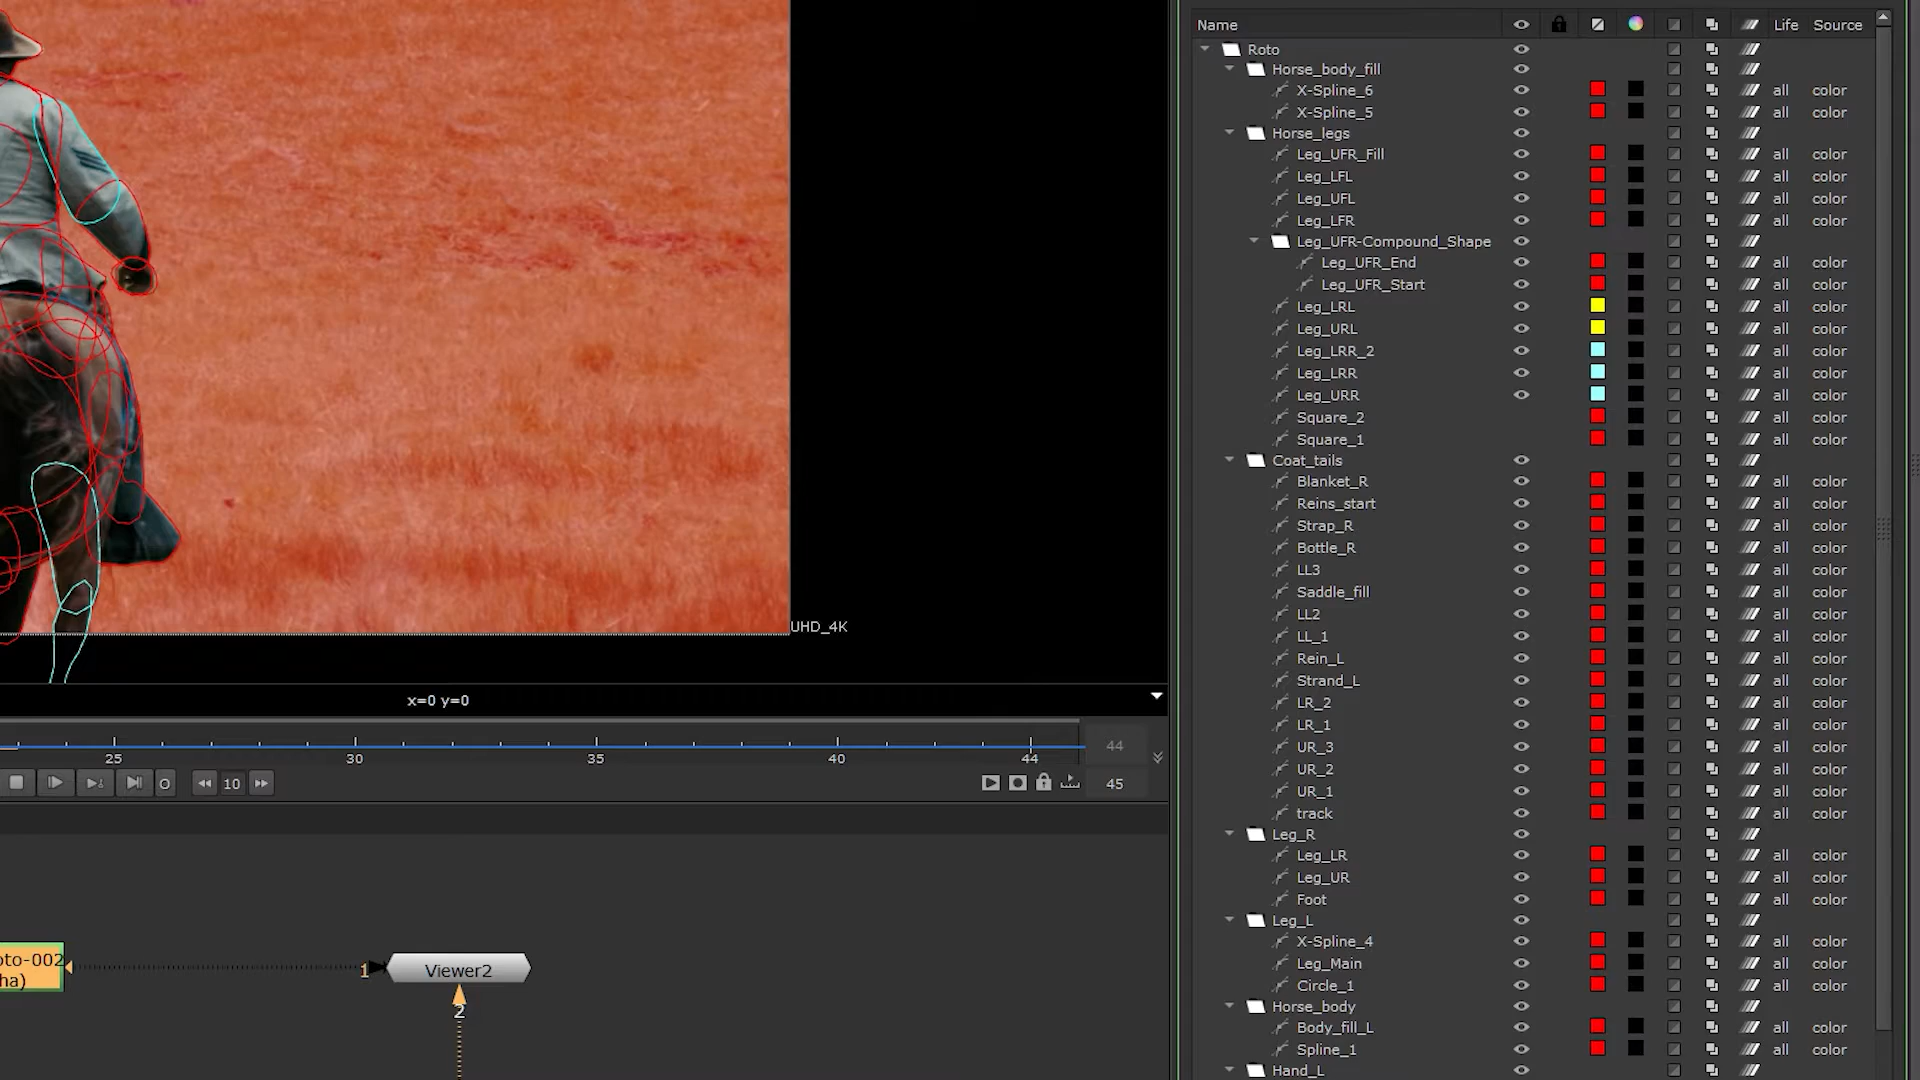 Name Life Source
Roto
Horse_body_fill
X-Spline_6 all color
X-Spline_5 all color
Horse_legs
Leg_UFR_Fill all color
Leg_LFL all color
Leg_UFL all color
Leg_LFR all color
Leg_UFR-Compound_Shape
Leg_UFR_End all color
Leg_UFR_Start all color
Leg_LRL all color
Leg_URL all color
Leg_LRR_2 all color
Leg_LRR all color
Leg_URR all color
Square_2 all color
Square_1 all color
Coat_tails
Blanket_R all color
Reins_start all color
Strap_R all color
Bottle_R all color
LL3 all color
Saddle_fill all color
LL2 all color
LL_1 all color
Rein_L all color
Strand_L all color
LR_2 all color
LR_1 all color
UR_3 all color
UR_2 all color
UR_1 all color
track all color
Leg_R
Leg_LR all color
Leg_UR all color
Foot all color
Leg_L
X-Spline_4 all color
Leg_Main all color
Circle_1 all color
Horse_body
Body_fill_L all color
Spline_1 all color
Hand_L
UHD_4K
x=0 y=0
25 30 35 40 44 44
10 45
oto-002
ha)
1
Viewer2
2